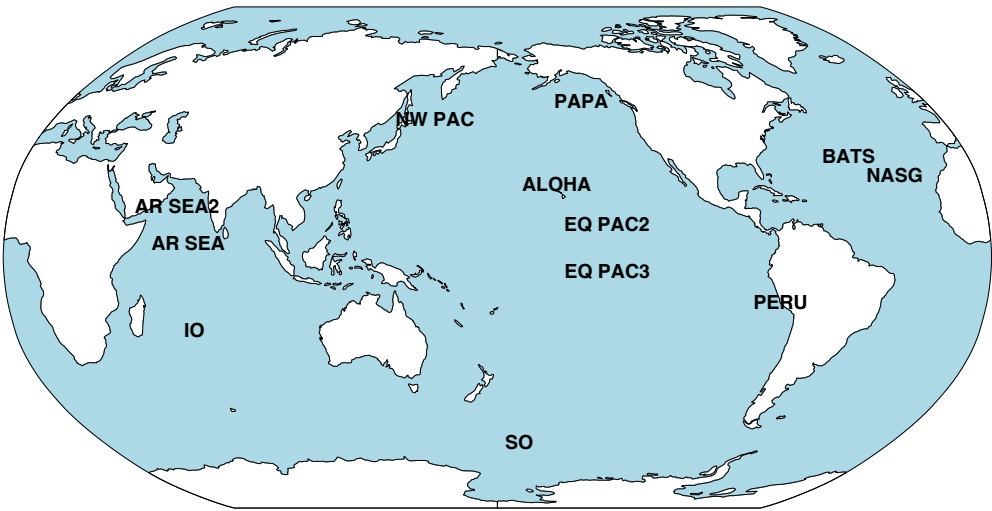 PAPA
NW PAC
BATS
NASG
ALOHA
AR SEA2
EQ PAC2
AR SEA
EQ PAC3
PERU
IO
SO